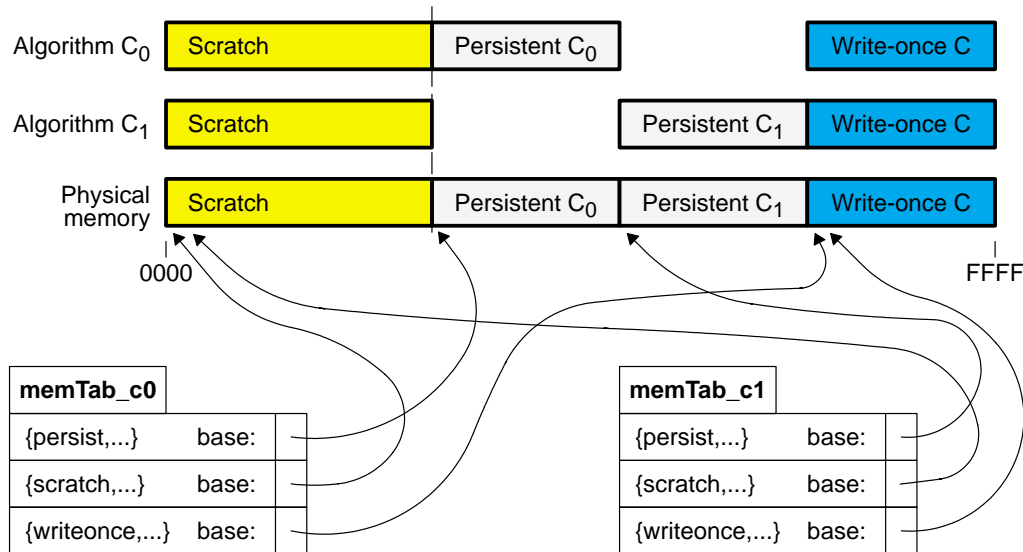 Algorithm C0 Scratch Persistent C0 Write-once C
Algorithm C1 Scratch Persistent C1 Write-once C
Physical
memory Scratch Persistent C0 Persistent C1 Write-once C
0000 FFFF
memTab_c0
{persist,...} base:
{scratch,...} base:
{writeonce,...} base:
memTab_c1
{persist,...} base:
{scratch,...} base:
{writeonce,...} base: